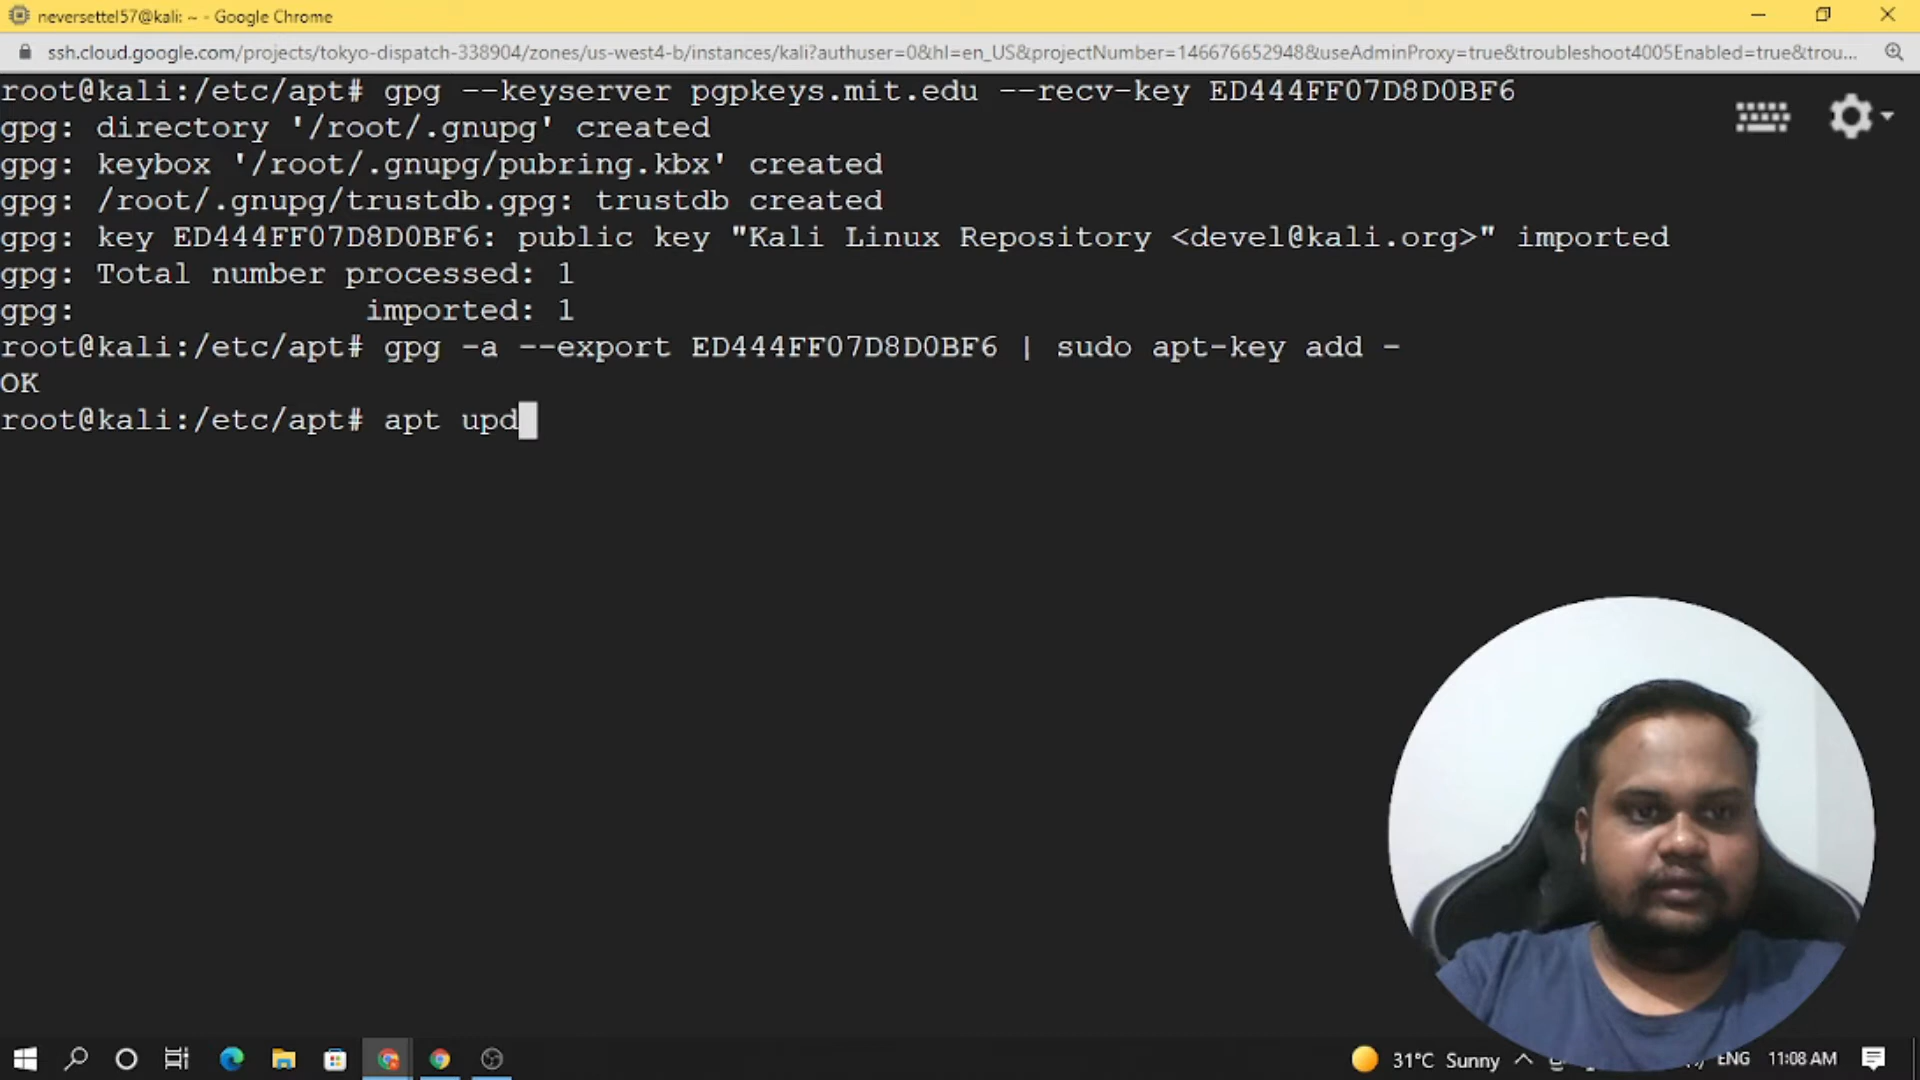 neversettel57@kali: ~ - Google Chrome
ssh.cloud.google.com/projects/tokyo-dispatch-338904/zones/us-west4-b/instances/kali?authuser=0&hl=en_US&projectNumber=146676652948&useAdminProxy=true&troubleshoot4005Enabled=true&trou...
root@kali:/etc/apt# gpg --keyserver pgpkeys.mit.edu --recv-key ED444FF07D8D0BF6
gpg: directory '/root/.gnupg' created
gpg: keybox '/root/.gnupg/pubring.kbx' created
gpg: /root/.gnupg/trustdb.gpg: trustdb created
gpg: key ED444FF07D8D0BF6: public key "Kali Linux Repository <devel@kali.org>" imported
gpg: Total number processed: 1
gpg:               imported: 1
root@kali:/etc/apt# gpg -a --export ED444FF07D8D0BF6 | sudo apt-key add -
OK
root@kali:/etc/apt# apt upd
31°C Sunny ENG 11:08 AM